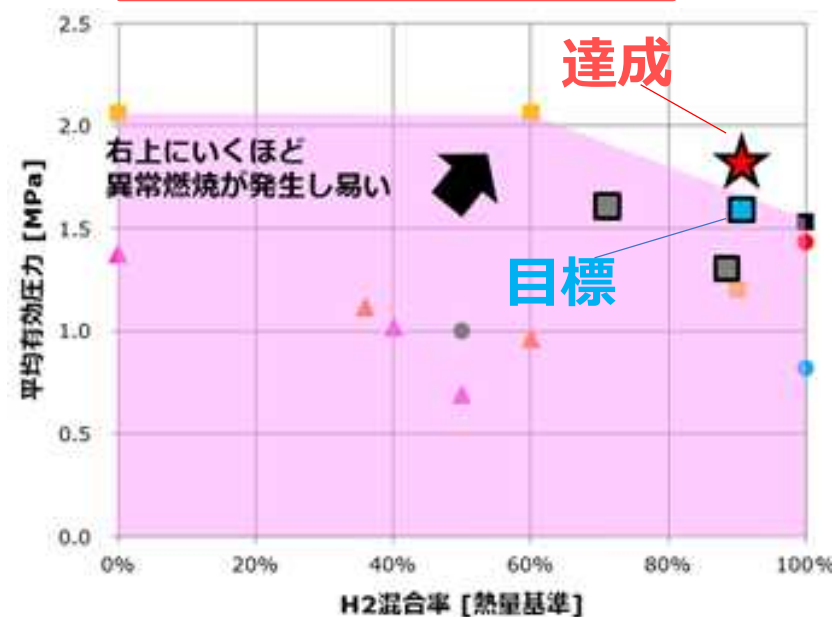 2.5
達成
2.0
右上にいくほど
異常燃焼が発生し易い
平均有効圧力 [MPa]
1.5
目標
1.0
0.5
0.0
0%
20%
40%
60%
80%
100%
H2混合率 [熱量基準]